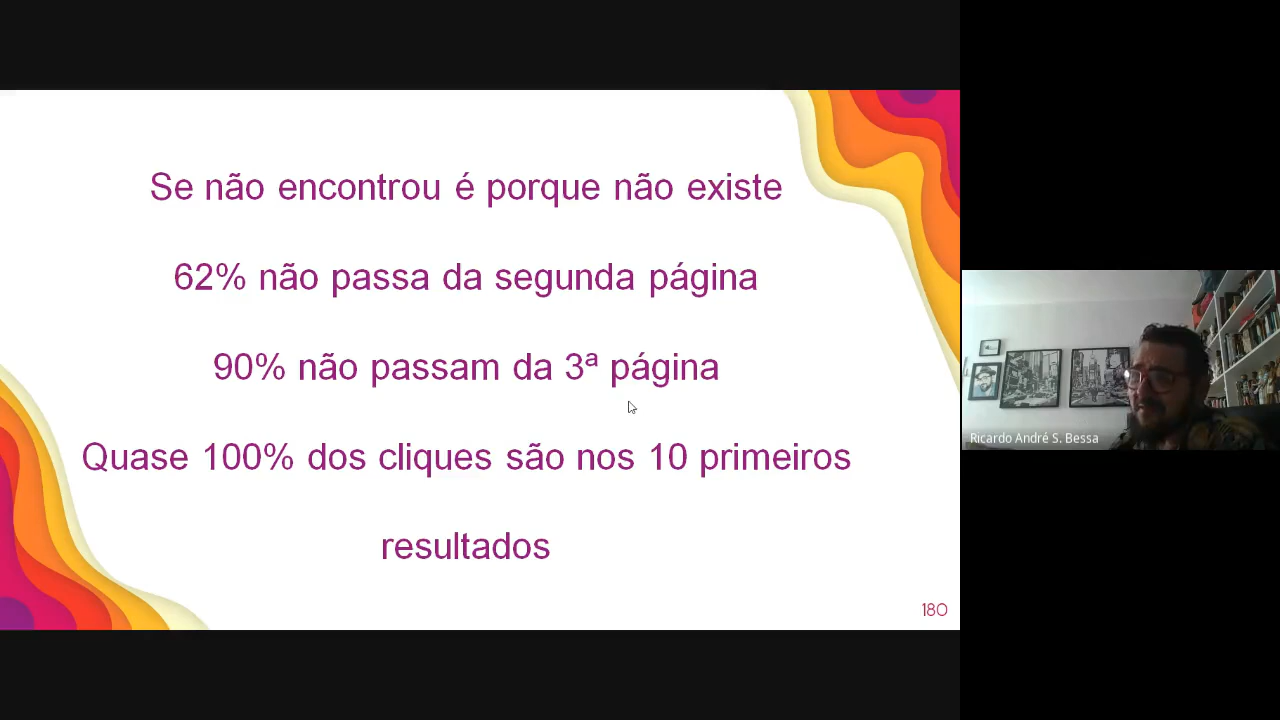 Se não encontrou é porque não existe
62% não passa da segunda página
90% não passam da 3ª página
Quase 100% dos cliques são nos 10 primeiros
resultados
180
Ricardo André S. Bessa